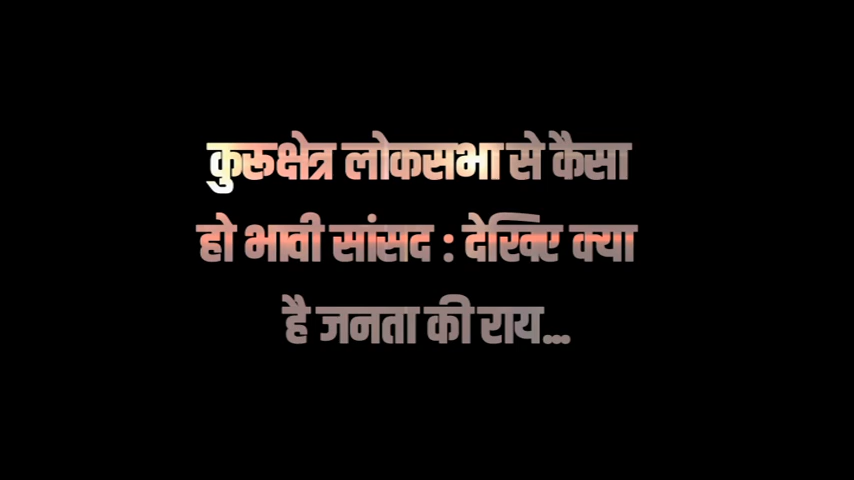 कुरूक्षेत्र लोकसभा से कैसा
हो भावी सांसद : देखिए क्या
है जनता की राय...